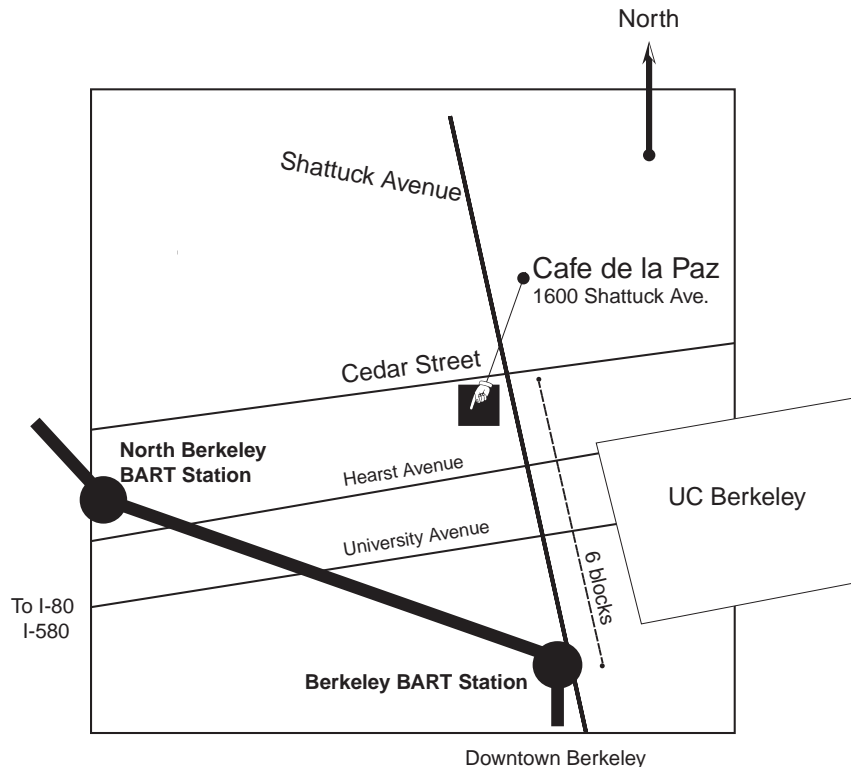 North
Shattuck Avenue
Cafe de la Paz
1600 Shattuck Ave.
Cedar Street
North Berkeley
BART Station
Hearst Avenue
UC Berkeley
University Avenue
6 blocks
To I-80
I-580
Berkeley BART Station
Downtown Berkeley